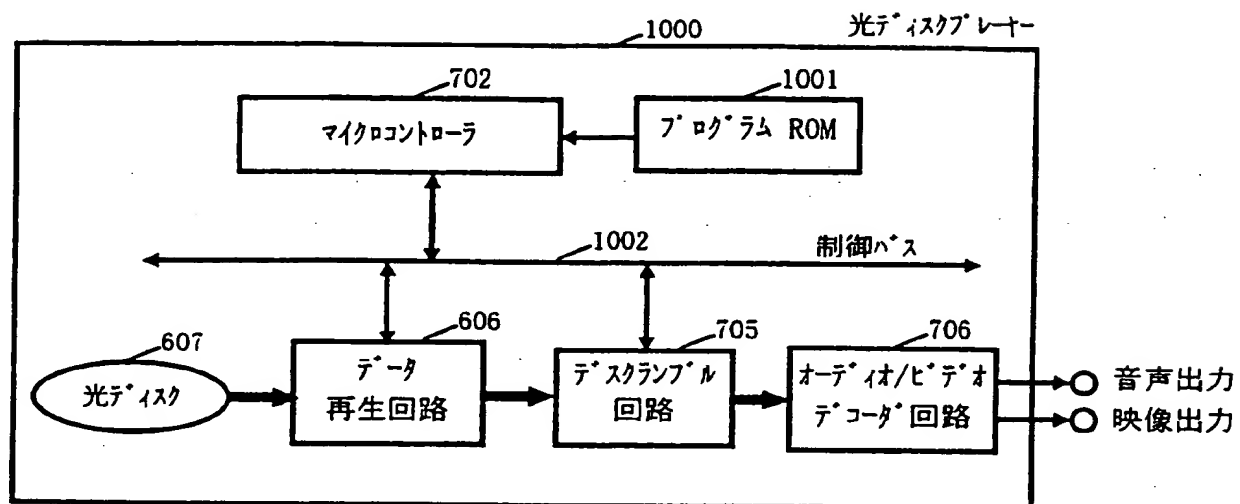 1000
光ディスクプレーヤー
702
マイクロコントローラ
1001
プログラム ROM
1002
制御バス
607
光ディスク
606
データ
再生回路
705
デスクランブル
回路
706
オーディオ/ビデオ
デコーダ回路
音声出力
映像出力